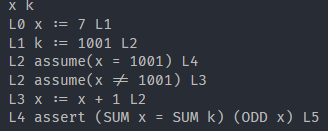 x k
L0 x := 7 L1
L1 k := 1001 L2
L2 assume(x = 1001) L4
L2 assume(x ≠ 1001) L3
L3 x := x + 1 L2
L4 assert (SUM x = SUM k) (ODD x) L5